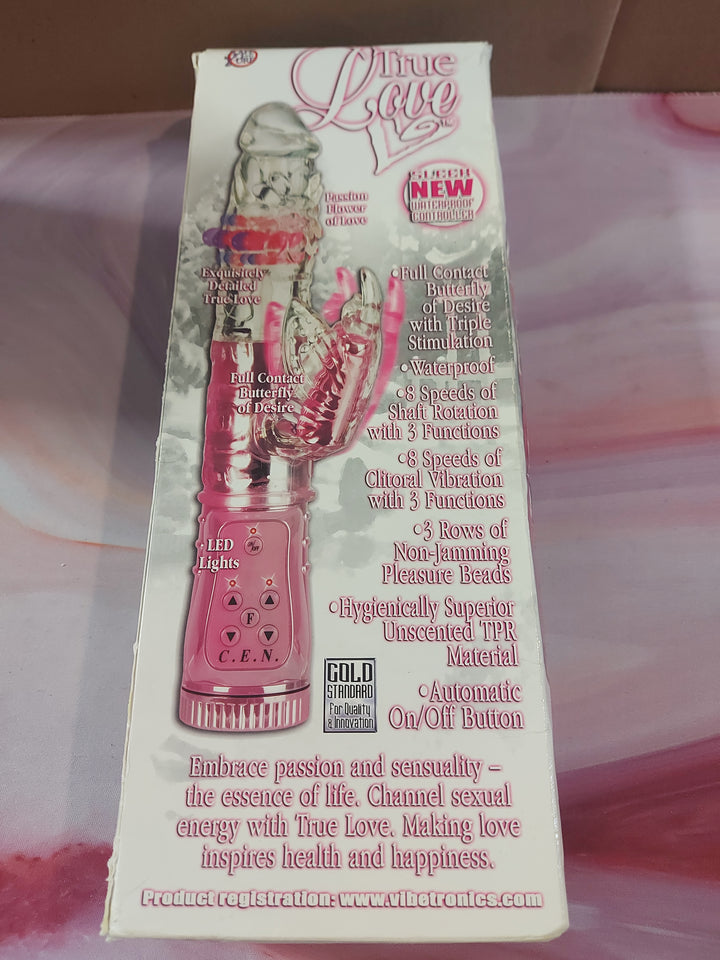 True
Love
TM
SLEEK
NEW
WATERPROOF
CONTROLLER
Passion
Flower
of Love
Exquisitely
Detailed
True Love
Full Contact
Butterfly
of Desire
•Full Contact
Butterfly
of Desire
with Triple
Stimulation
•Waterproof
•8 Speeds of
Shaft Rotation
with 3 Functions
•8 Speeds of
Clitoral Vibration
with 3 Functions
•3 Rows of
Non-Jamming
Pleasure Beads
•Hygienically Superior
Unscented TPR
Material
•Automatic
On/Off Button
LED
Lights
ON/OFF
F
C.E.N.
GOLD
STANDARD
For Quality
& Innovation
Embrace passion and sensuality –
the essence of life. Channel sexual
energy with True Love. Making love
inspires health and happiness.
Product registration: www.vibetronics.com